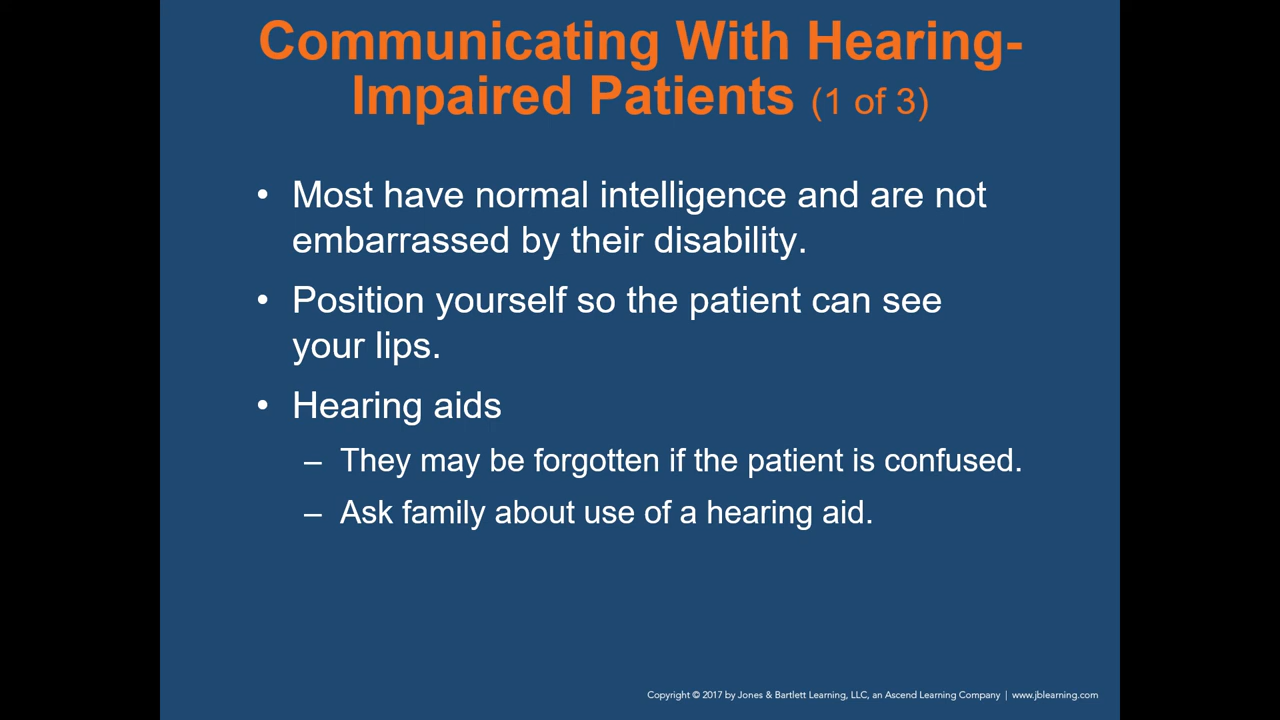 Communicating With Hearing-
Impaired Patients (1 of 3)
• Most have normal intelligence and are not
embarrassed by their disability.
• Position yourself so the patient can see
your lips.
• Hearing aids
– They may be forgotten if the patient is confused.
– Ask family about use of a hearing aid.
Copyright © 2017 by Jones & Bartlett Learning, LLC, an Ascend Learning Company | www.jblearning.com